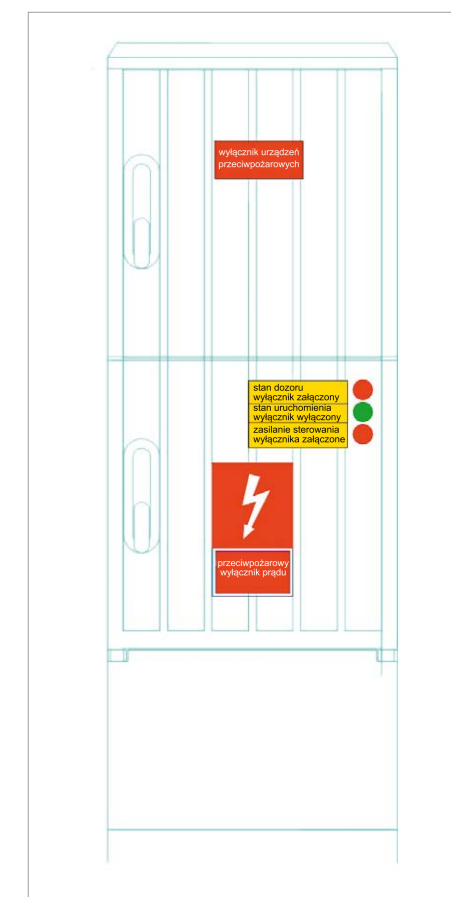 wyłącznik urządzeń
przeciwpożarowych
stan dozoru
wyłącznik załączony
stan uruchomienia
wyłącznik wyłączony
zasilanie sterowania
wyłącznika załączone
przeciwpożarowy
wyłącznik prądu